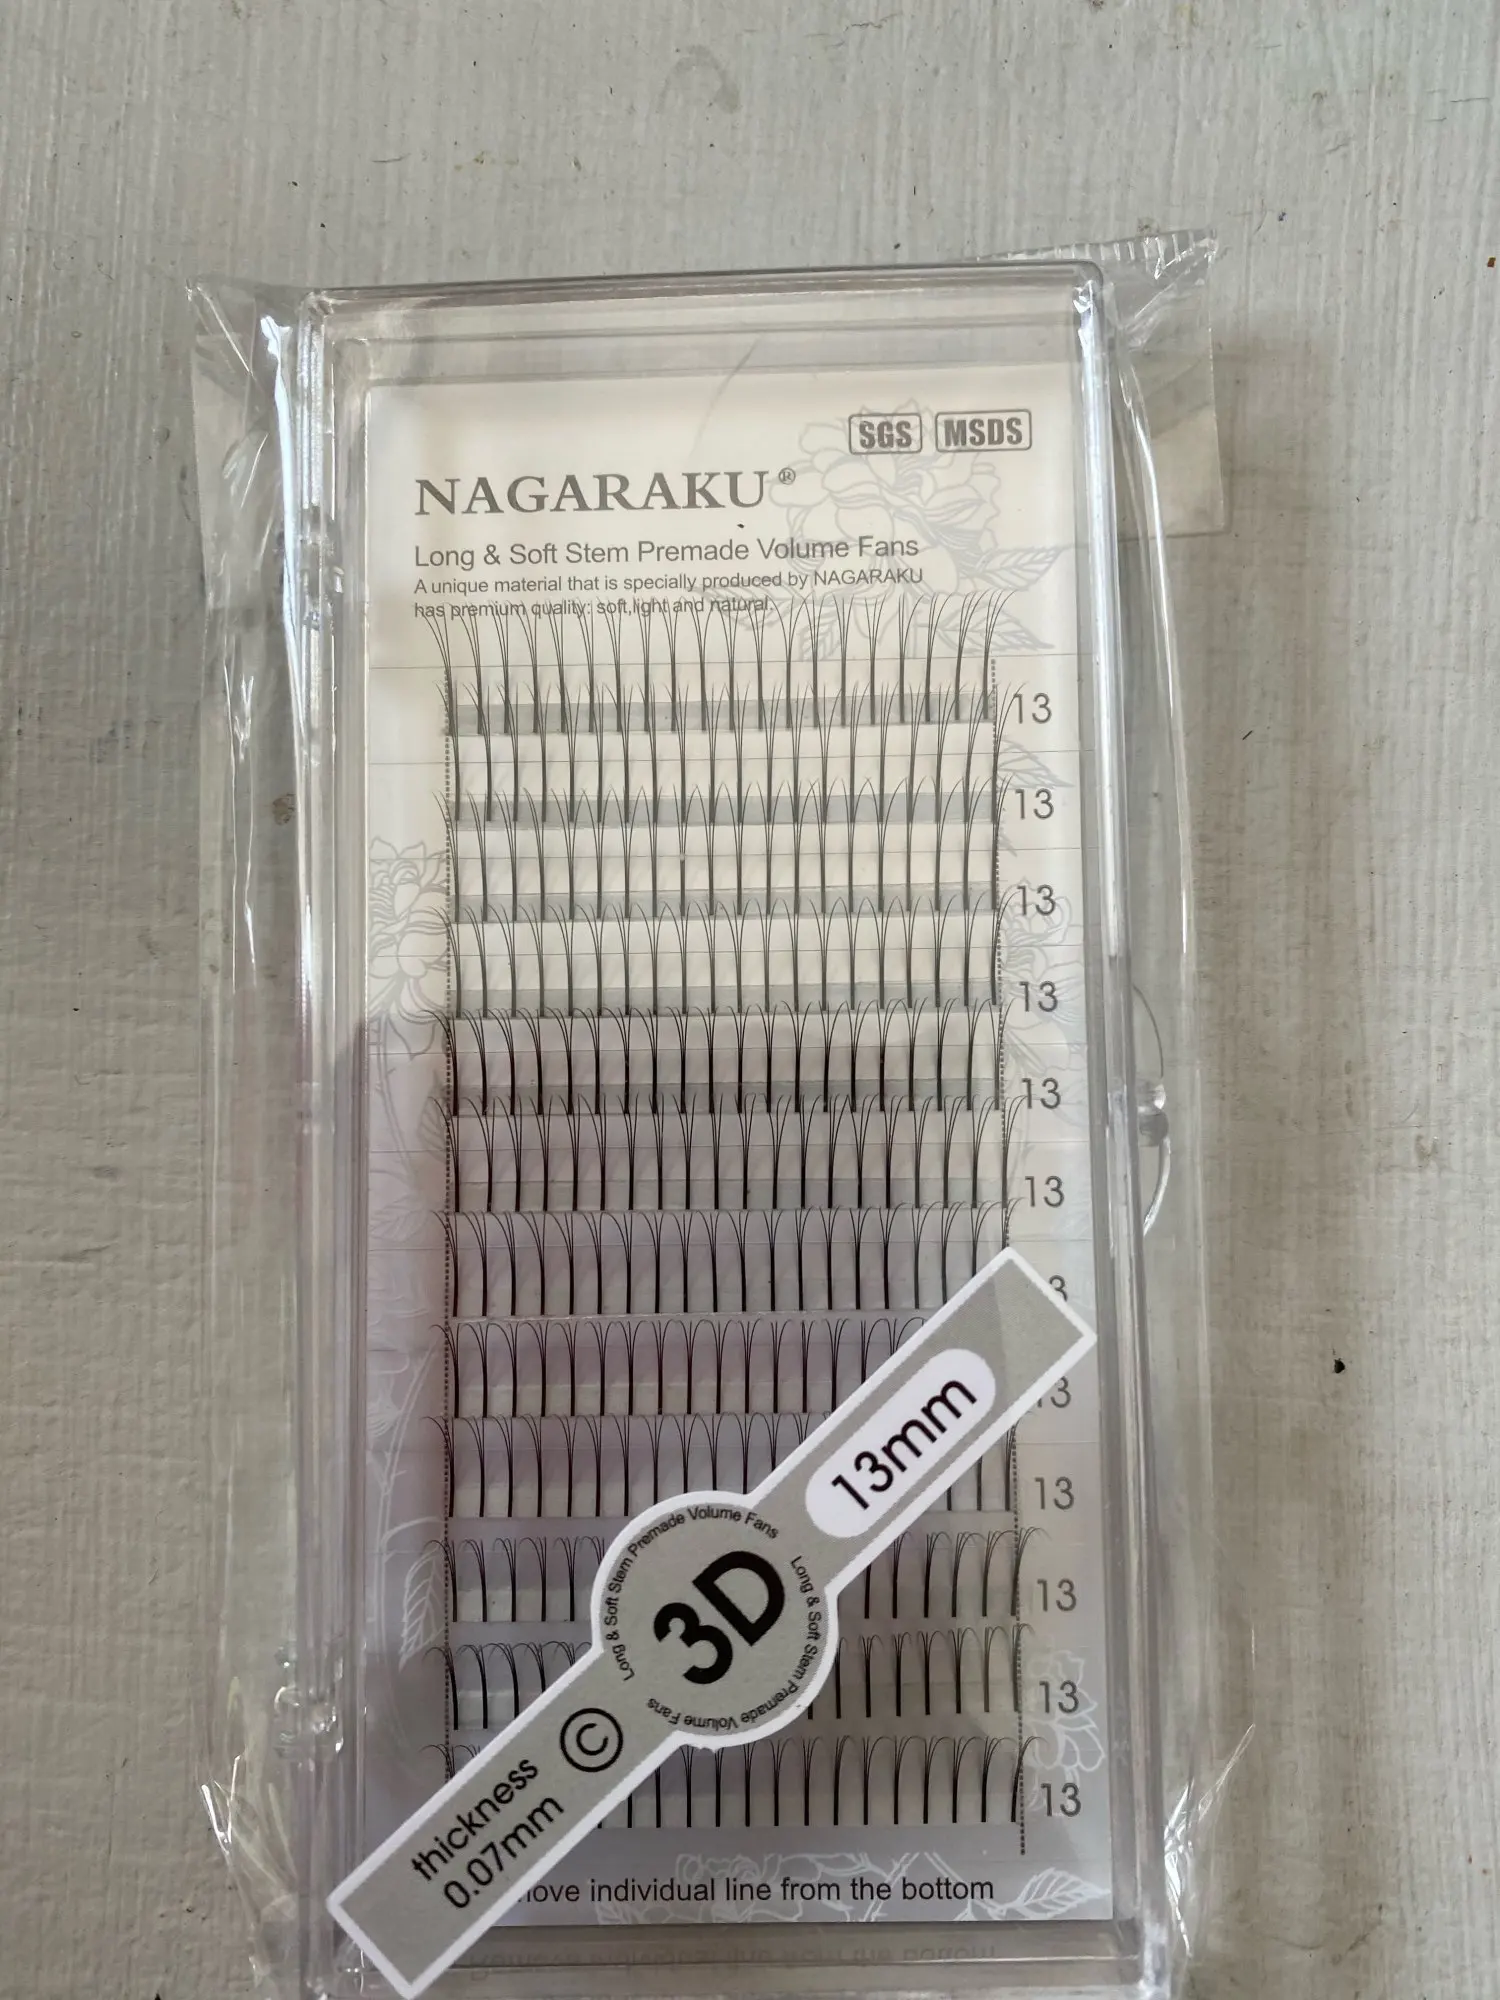 SGS MSDS
NAGARAKU®
Long & Soft Stem Premade Volume Fans
A unique material that is specially produced by NAGARAKU
has premium quality: soft,light and natural.
13
13
13
13
13
13
3
13
13
13
13
13
13mm
Long & Soft Stem Premade Volume Fans
3D
Long & Soft Stem Premade Volume Fans
C
thickness
0.07mm
individual line from the bottom